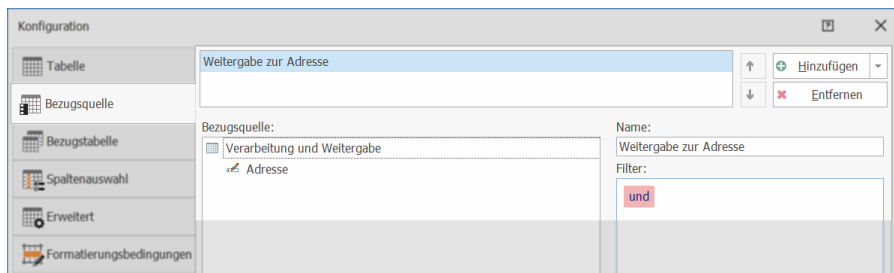 Konfiguration
Tabelle
Bezugsquelle
Bezugstabelle
Spaltenauswahl
Erweitert
Formatierungsbedingungen
Weitergabe zur Adresse
Hinzufügen
Entfernen
Bezugsquelle:
Verarbeitung und Weitergabe
Adresse
Name:
Weitergabe zur Adresse
Filter:
und